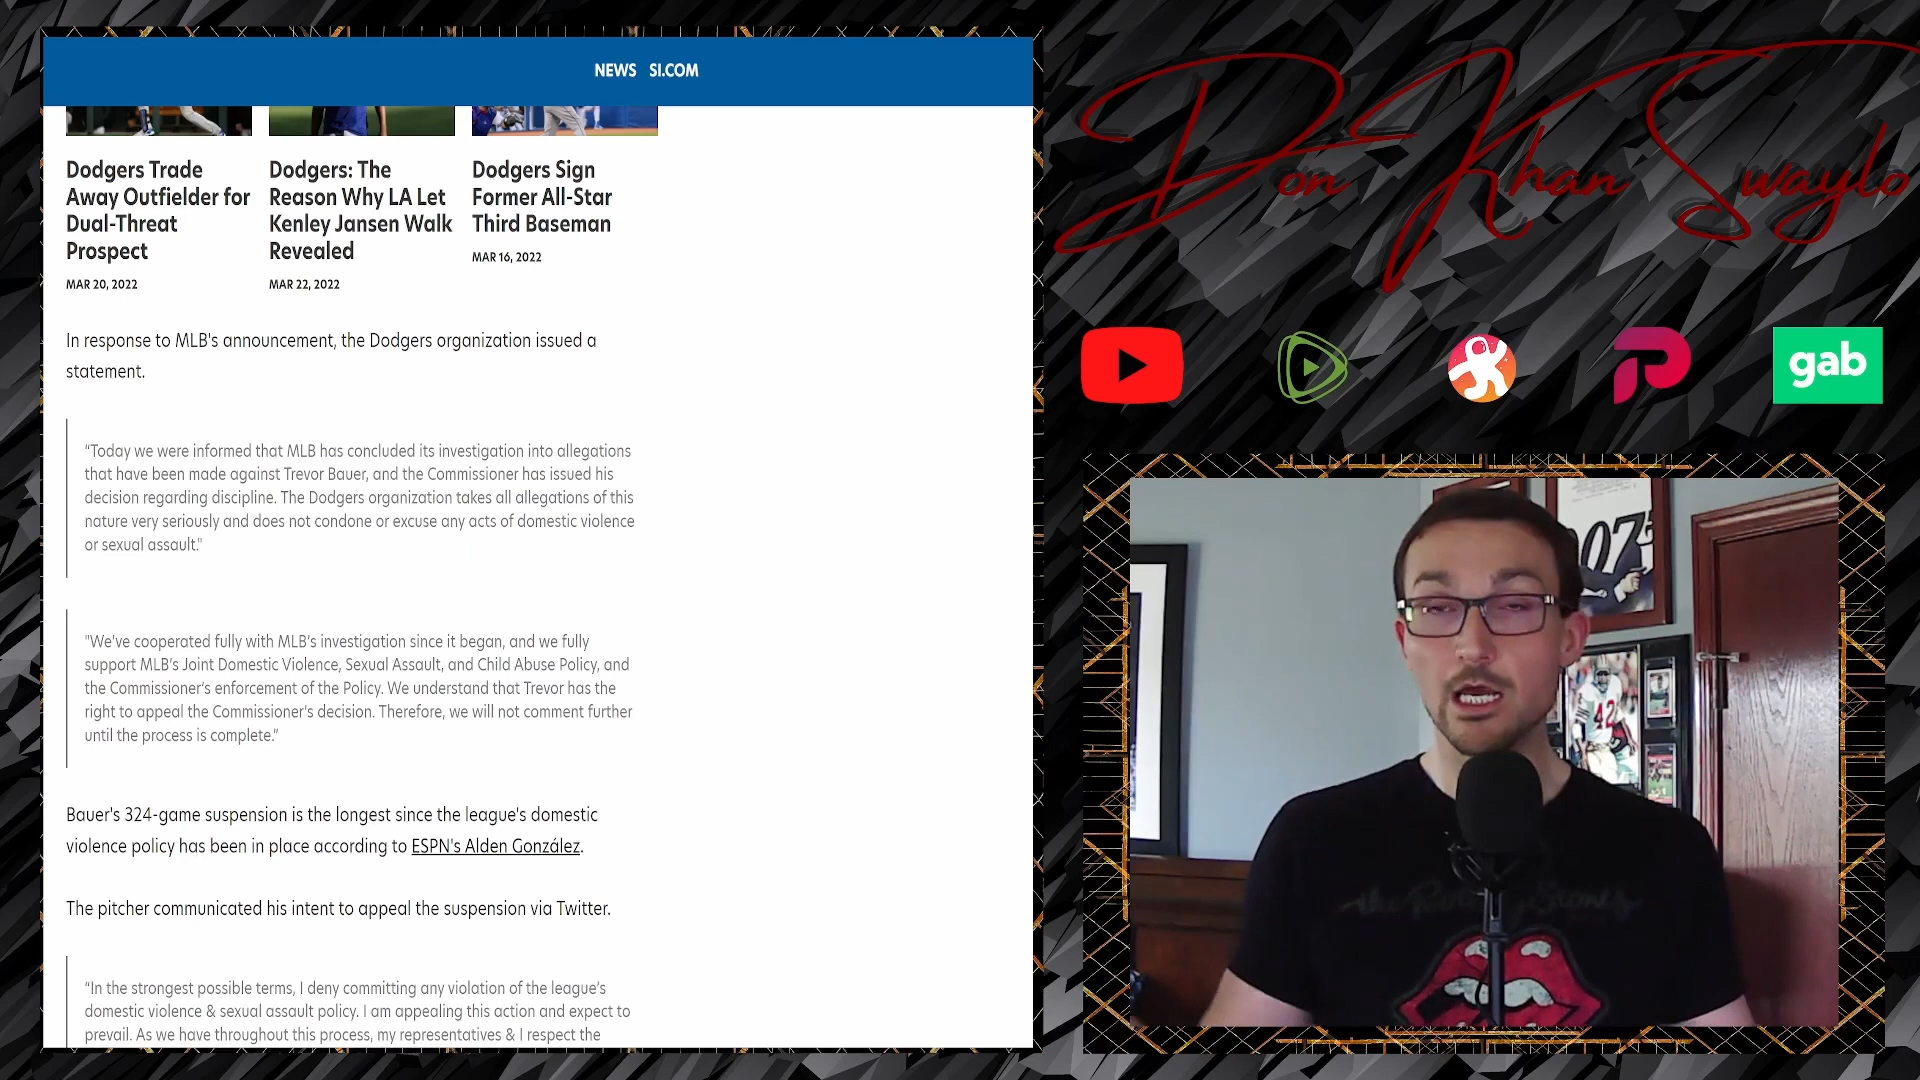 NEWS SI.COM
Dodgers Trade
Away Outfielder for
Dual-Threat
Prospect
MAR 20, 2022
Dodgers: The
Reason Why LA Let
Kenley Jansen Walk
Revealed
MAR 22, 2022
Dodgers Sign
Former All-Star
Third Baseman
MAR 16, 2022
In response to MLB's announcement, the Dodgers organization issued a
statement.
“Today we were informed that MLB has concluded its investigation into allegations
that have been made against Trevor Bauer, and the Commissioner has issued his
decision regarding discipline. The Dodgers organization takes all allegations of this
nature very seriously and does not condone or excuse any acts of domestic violence
or sexual assault."
"We've cooperated fully with MLB's investigation since it began, and we fully
support MLB's Joint Domestic Violence, Sexual Assault, and Child Abuse Policy, and
the Commissioner's enforcement of the Policy. We understand that Trevor has the
right to appeal the Commissioner's decision. Therefore, we will not comment further
until the process is complete.”
Bauer's 324-game suspension is the longest since the league's domestic
violence policy has been in place according to ESPN's Alden González.
The pitcher communicated his intent to appeal the suspension via Twitter.
“In the strongest possible terms, I deny committing any violation of the league's
domestic violence & sexual assault policy. I am appealing this action and expect to
prevail. As we have throughout this process, my representatives & I respect the
Don Khan Swaylo
gab
007
42